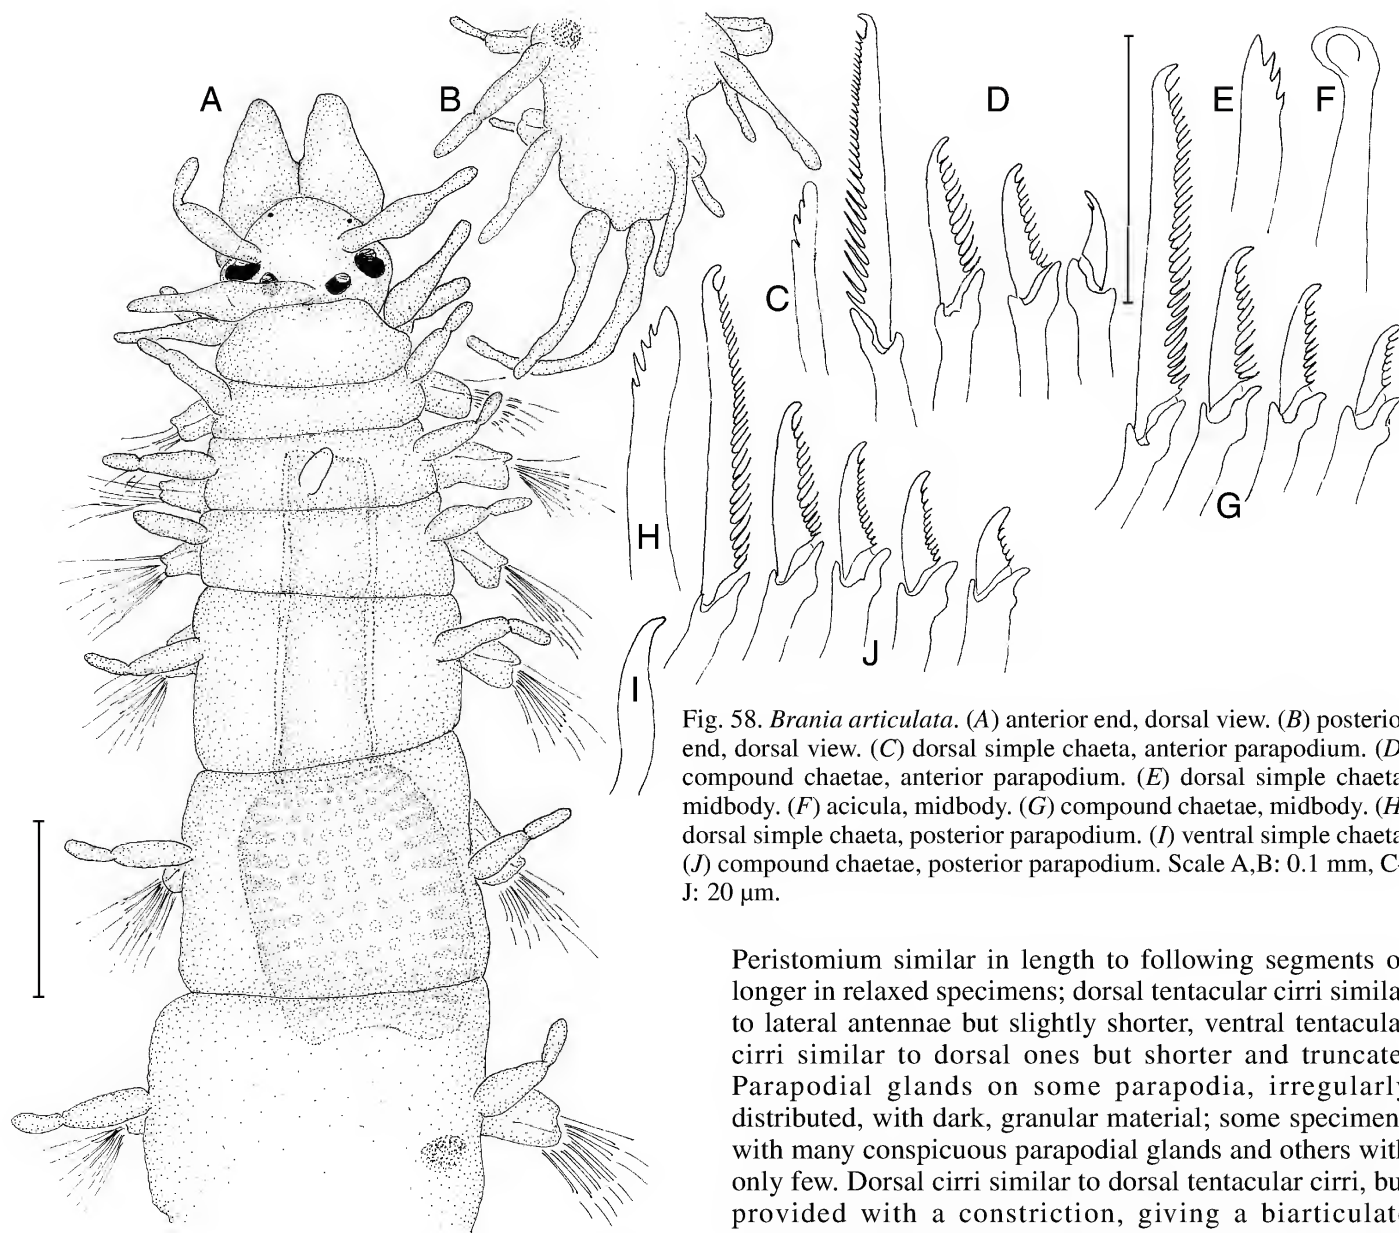 A
B
C
D
E
F
G
H
I
J
Fig. 58. Brania articulata. (A) anterior end, dorsal view. (B) posterio
end, dorsal view. (C) dorsal simple chaeta, anterior parapodium. (D
compound chaetae, anterior parapodium. (E) dorsal simple chaeta
midbody. (F) acicula, midbody. (G) compound chaetae, midbody. (H
dorsal simple chaeta, posterior parapodium. (I) ventral simple chaeta
(J) compound chaetae, posterior parapodium. Scale A,B: 0.1 mm, C-
J: 20 µm.
Peristomium similar in length to following segments o
longer in relaxed specimens; dorsal tentacular cirri simila
to lateral antennae but slightly shorter, ventral tentacula
cirri similar to dorsal ones but shorter and truncate
Parapodial glands on some parapodia, irregularly
distributed, with dark, granular material; some specimen
with many conspicuous parapodial glands and others with
only few. Dorsal cirri similar to dorsal tentacular cirri, bu
provided with a constriction, giving a biarticulate